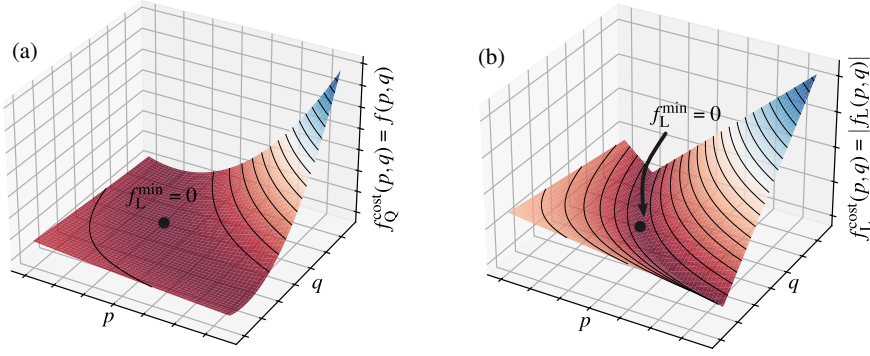 (a)
f_L^min = 0
p
q
f_Q^cost(p, q) = f(p, q)
(b)
f_L^min = 0
p
q
f_L^cost(p, q) = |f_L(p, q)|